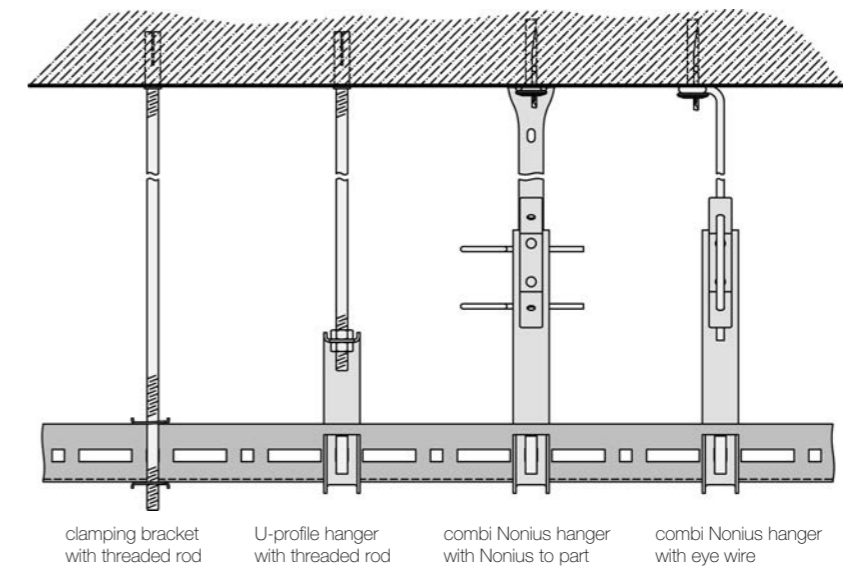 clamping bracket
with threaded rod
U-profile hanger
with threaded rod
combi Nonius hanger
with Nonius to part
combi Nonius hanger
with eye wire